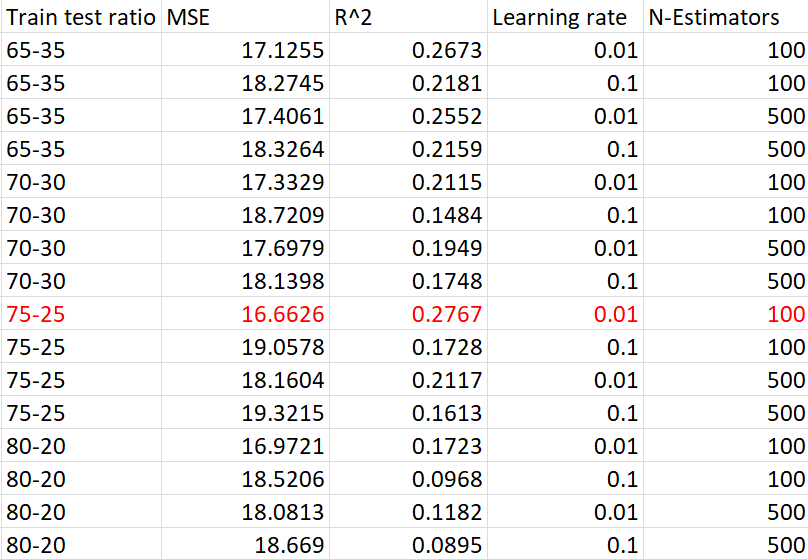 Train test ratio MSE R^2 Learning rate N-Estimators
65-35 17.1255 0.2673 0.01 100
65-35 18.2745 0.2181 0.1 100
65-35 17.4061 0.2552 0.01 500
65-35 18.3264 0.2159 0.1 500
70-30 17.3329 0.2115 0.01 100
70-30 18.7209 0.1484 0.1 100
70-30 17.6979 0.1949 0.01 500
70-30 18.1398 0.1748 0.1 500
75-25 16.6626 0.2767 0.01 100
75-25 19.0578 0.1728 0.1 100
75-25 18.1604 0.2117 0.01 500
75-25 19.3215 0.1613 0.1 500
80-20 16.9721 0.1723 0.01 100
80-20 18.5206 0.0968 0.1 100
80-20 18.0813 0.1182 0.01 500
80-20 18.669 0.0895 0.1 500